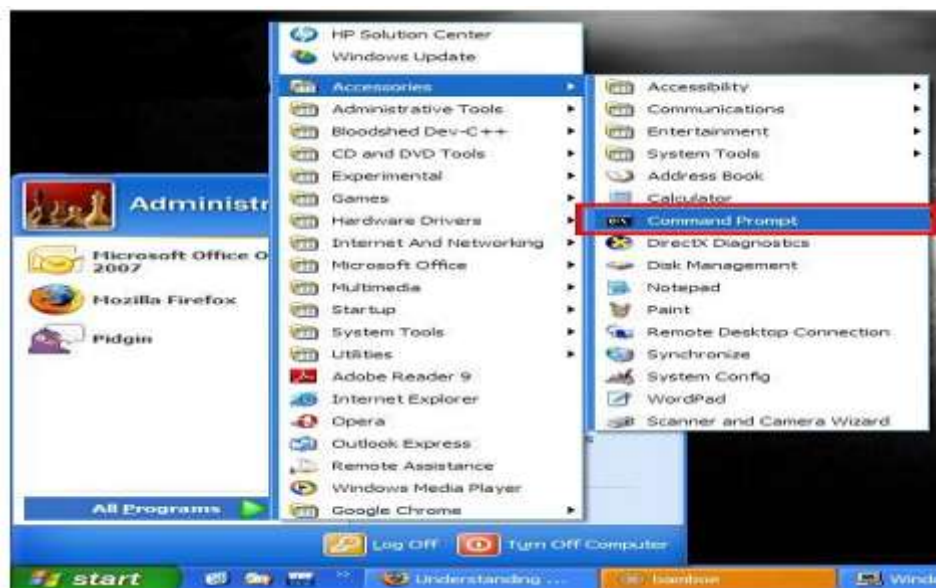 HP Solution Center
Windows Update
Accessories
Administrative Tools
Bloodshed Dev-C++
CD and DVD Tools
Experimental
Games
Hardware Drivers
Internet And Networking
Microsoft Office
Multimedia
Startup
System Tools
Utilities
Adobe Reader 9
Internet Explorer
Opera
Outlook Express
Remote Assistance
Windows Media Player
Google Chrome
Accessibility
Communications
Entertainment
System Tools
Address Book
Calculator
Command Prompt
DirectX Diagnostics
Disk Management
Notepad
Paint
Remote Desktop Connection
Synchronize
System Config
WordPad
Scanner and Camera Wizard
Administr
Microsoft Office O
2007
Mozilla Firefox
Pidgin
All Programs
Log Off
Turn Off Computer
start
Understanding ...
Wind